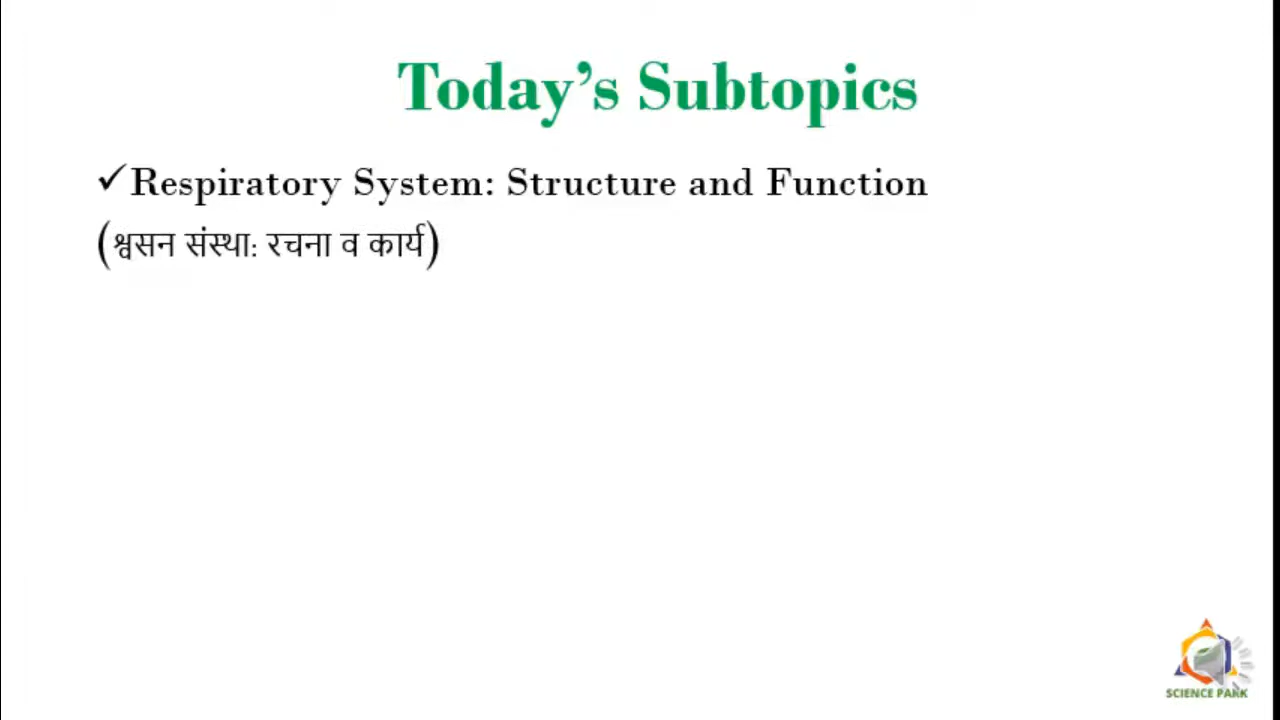 Today’s Subtopics
✓Respiratory System: Structure and Function
(श्वसन संस्था: रचना व कार्य)
SCIENCE PARK